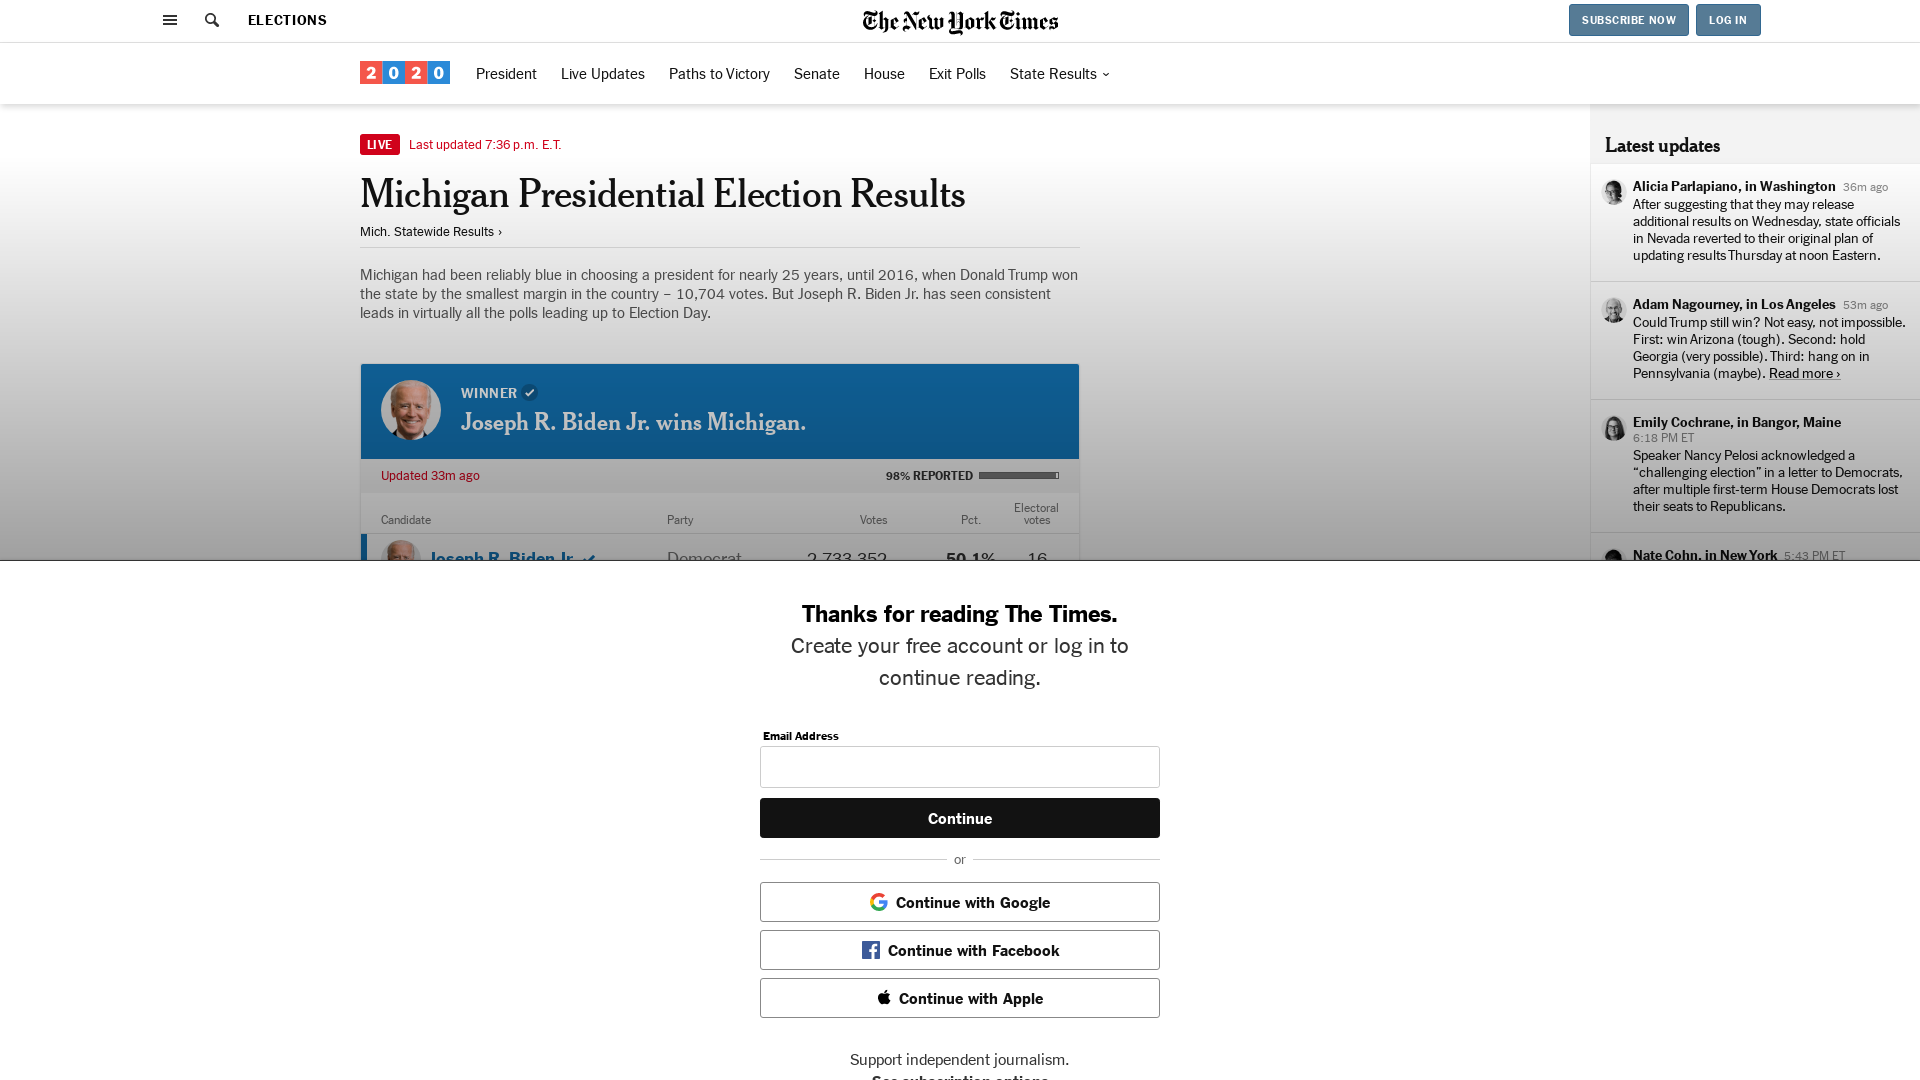 ELECTIONS
The New York Times
SUBSCRIBE NOW
LOG IN
2020
President
Live Updates
Paths to Victory
Senate
House
Exit Polls
State Results
LIVE
Last updated 7:36 p.m. E.T.
Michigan Presidential Election Results
Mich. Statewide Results ›
Michigan had been reliably blue in choosing a president for nearly 25 years, until 2016, when Donald Trump won
the state by the smallest margin in the country – 10,704 votes. But Joseph R. Biden Jr. has seen consistent
leads in virtually all the polls leading up to Election Day.
WINNER
Joseph R. Biden Jr. wins Michigan.
Updated 33m ago
98% REPORTED
Candidate
Party
Votes
Pct.
Electoral
votes
Joseph R. Biden Jr.
Democrat
2,733,352
50.1%
16
Latest updates
Alicia Parlapiano, in Washington 36m ago
After suggesting that they may release
additional results on Wednesday, state officials
in Nevada reverted to their original plan of
updating results Thursday at noon Eastern.
Adam Nagourney, in Los Angeles 53m ago
Could Trump still win? Not easy, not impossible.
First: win Arizona (tough). Second: hold
Georgia (very possible). Third: hang on in
Pennsylvania (maybe). Read more ›
Emily Cochrane, in Bangor, Maine
6:18 PM ET
Speaker Nancy Pelosi acknowledged a
“challenging election” in a letter to Democrats,
after multiple first-term House Democrats lost
their seats to Republicans.
Nate Cohn, in New York 5:43 PM ET
Thanks for reading The Times.
Create your free account or log in to
continue reading.
Email Address
Continue
or
Continue with Google
Continue with Facebook
Continue with Apple
Support independent journalism.
See subscription options